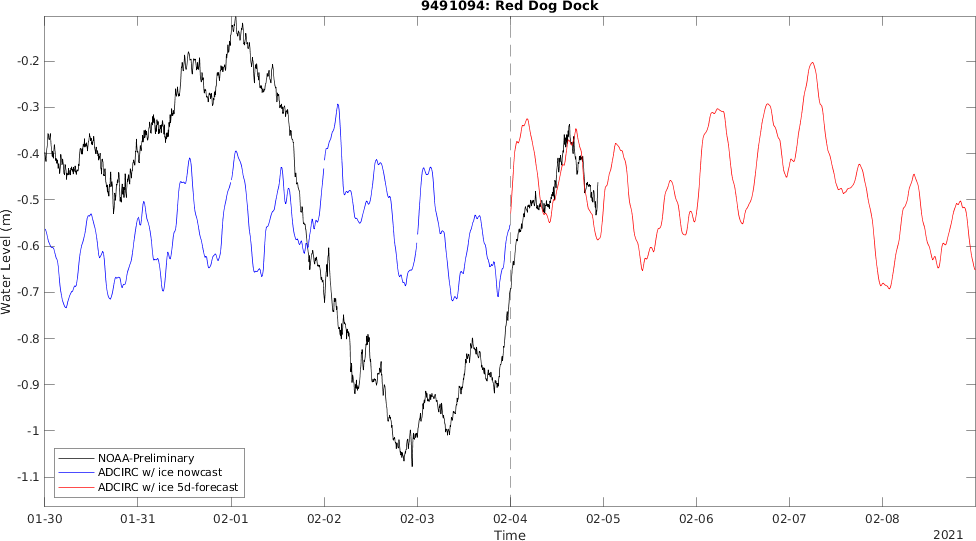 9491094: Red Dog Dock
Water Level (m)
-0.2
-0.3
-0.4
-0.5
-0.6
-0.7
-0.8
-0.9
-1
-1.1
NOAA-Preliminary
ADCIRC w/ ice nowcast
ADCIRC w/ ice 5d-forecast
01-30 01-31 02-01 02-02 02-03 02-04 02-05 02-06 02-07 02-08
Time
2021